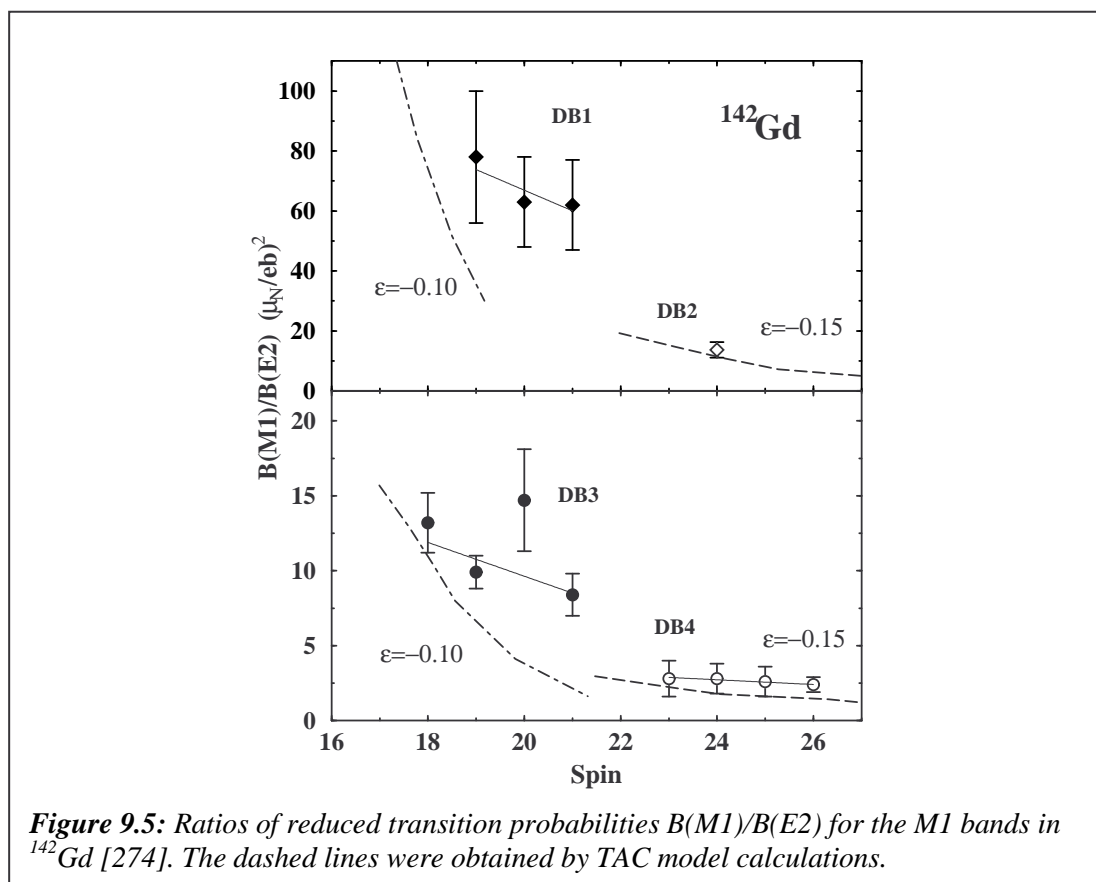 100
80
60
40
20
0
DB1
¹⁴²Gd
ε=−0.10
DB2
ε=−0.15
B(M1)/B(E2) (μ_N/eb)²
20
15
10
5
0
DB3
DB4
ε=−0.10
ε=−0.15
16 18 20 22 24 26
Spin
Figure 9.5: Ratios of reduced transition probabilities B(M1)/B(E2) for the M1 bands in
¹⁴²Gd [274]. The dashed lines were obtained by TAC model calculations.